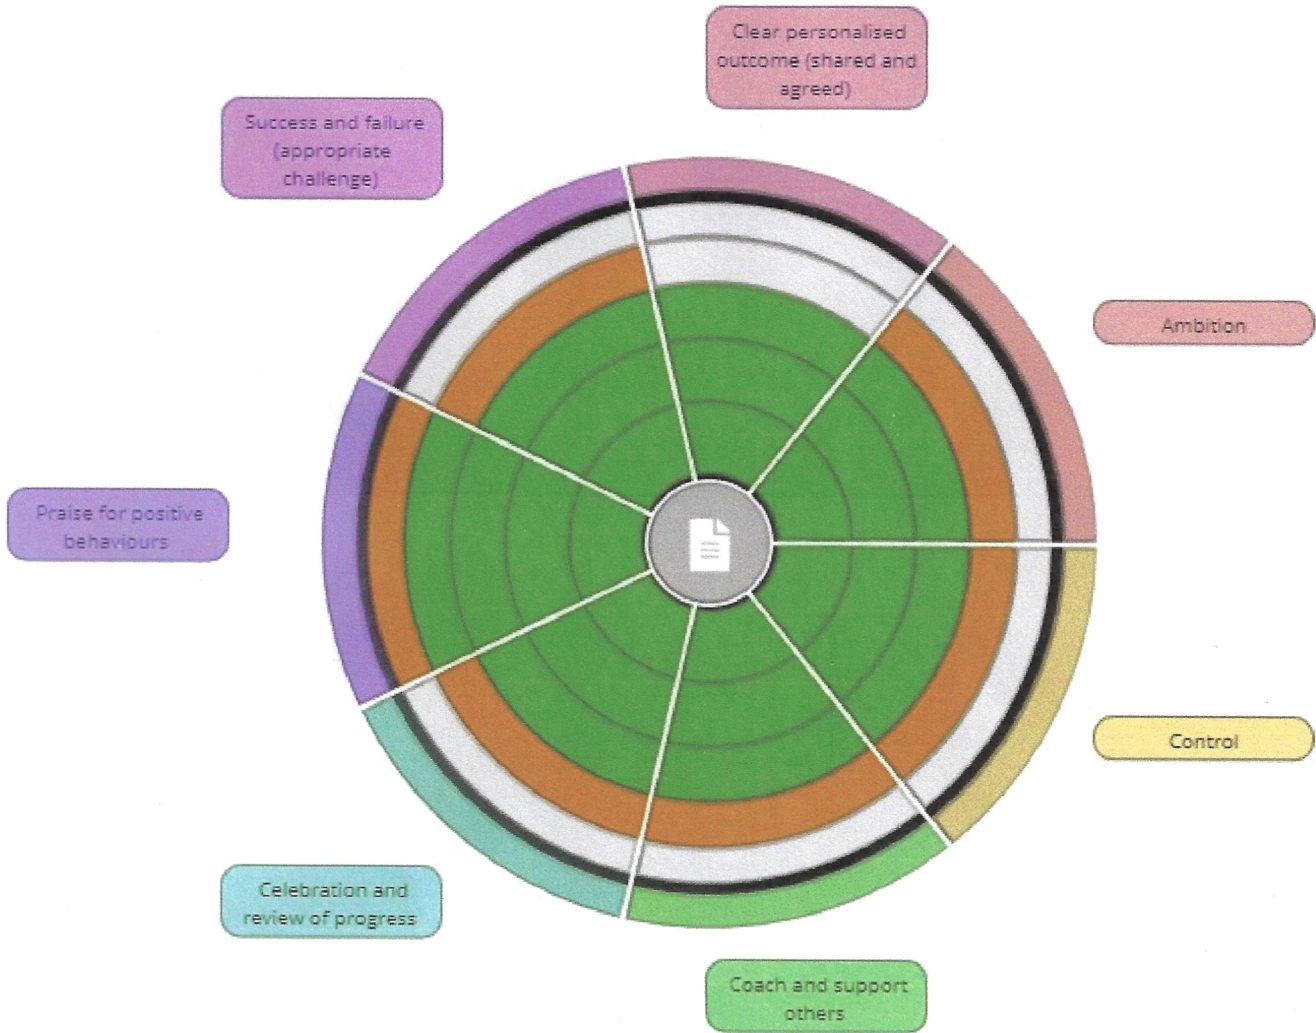 Clear personalised
outcome (shared and
agreed)
Success and failure
(appropriate
challenge)
Ambition
Praise for positive
behaviours
Control
Celebration and
review of progress
Coach and support
others